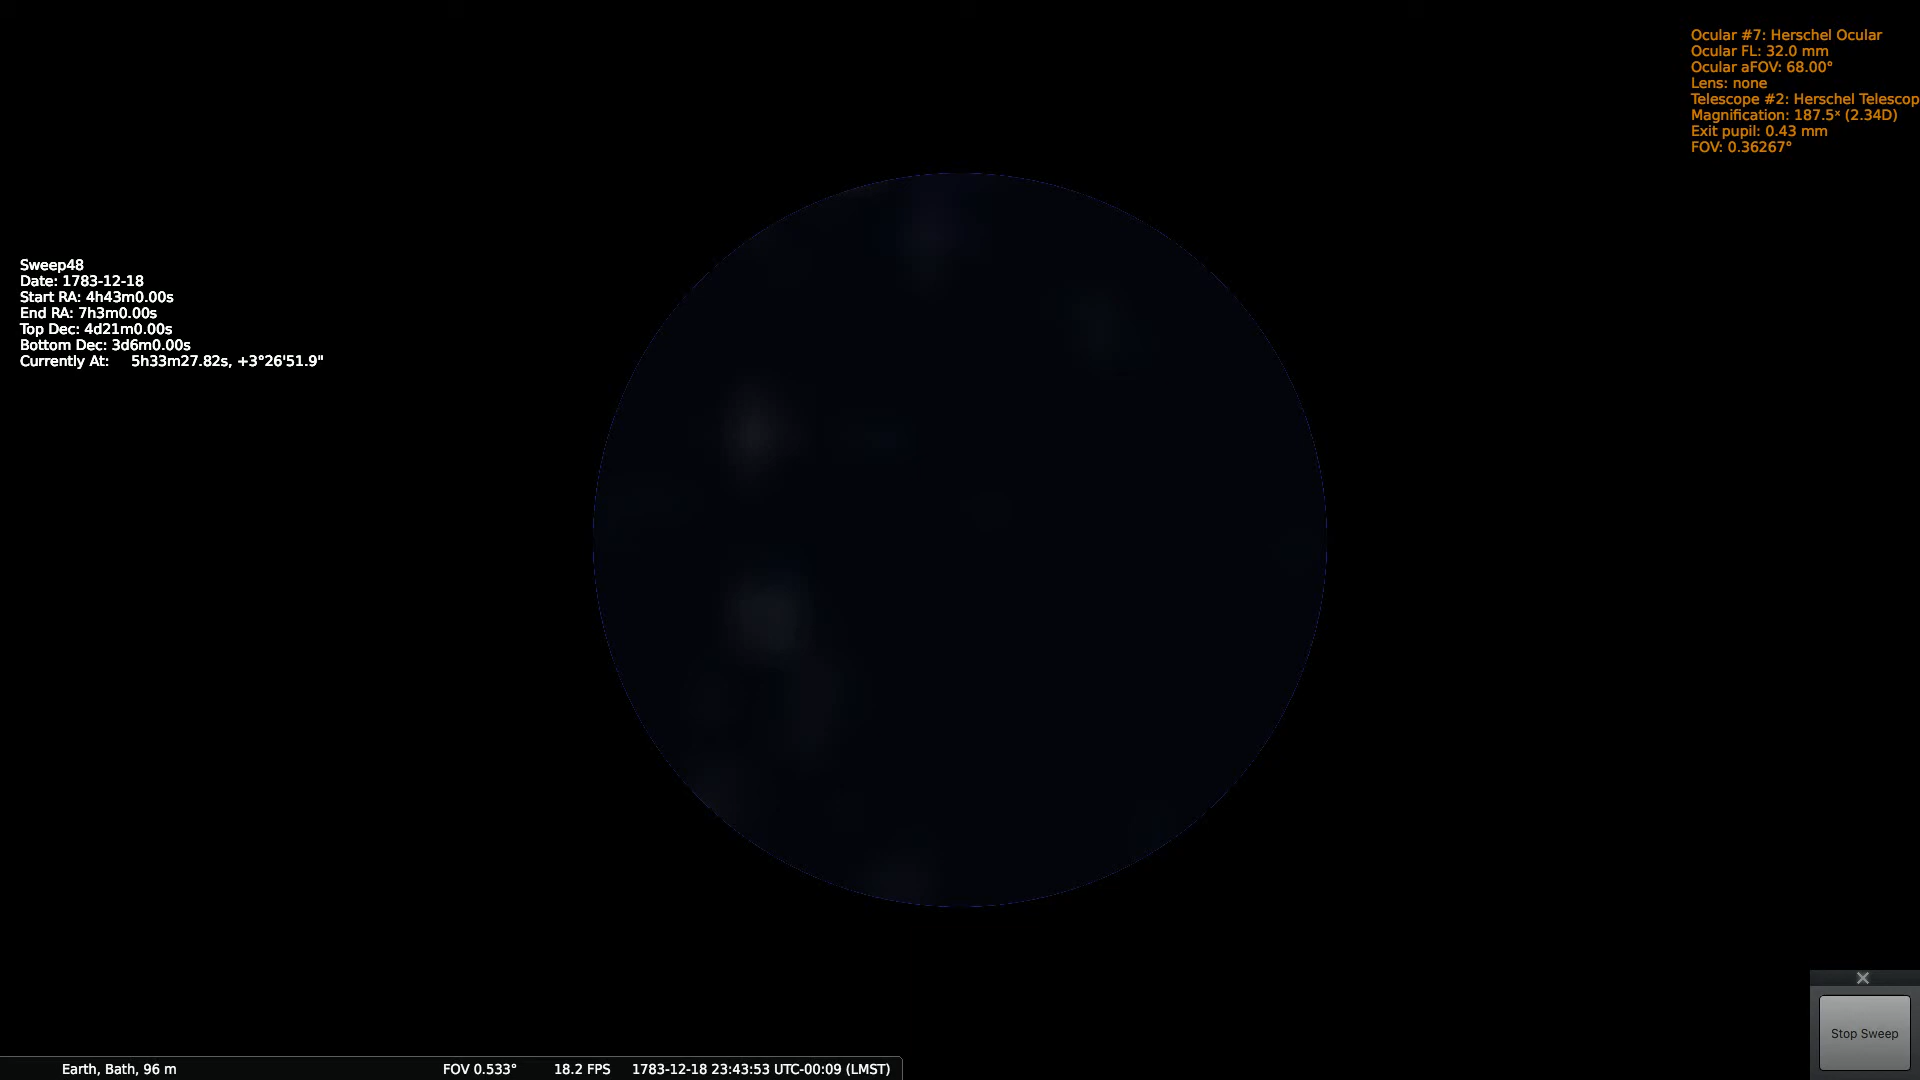 Ocular #7: Herschel Ocular
Ocular FL: 32.0 mm
Ocular aFOV: 68.00°
Lens: none
Telescope #2: Herschel Telescop
Magnification: 187.5ˣ (2.34D)
Exit pupil: 0.43 mm
FOV: 0.36267°
Sweep48
Date: 1783-12-18
Start RA: 4h43m0.00s
End RA: 7h3m0.00s
Top Dec: 4d21m0.00s
Bottom Dec: 3d6m0.00s
Currently At: 5h33m27.82s, +3°26'51.9"
Stop Sweep
Earth, Bath, 96 m FOV 0.533° 18.2 FPS 1783-12-18 23:43:53 UTC-00:09 (LMST)